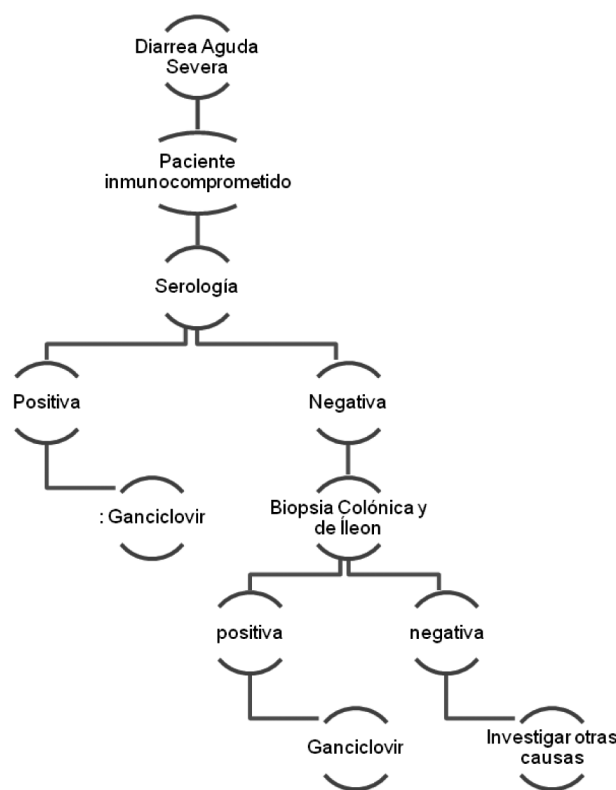 Diarrea Aguda
Severa
Paciente
inmunocomprometido
Serología
Positiva
Negativa
: Ganciclovir
Biopsia Colónica y
de Íleon
positiva
negativa
Ganciclovir
Investigar otras
causas